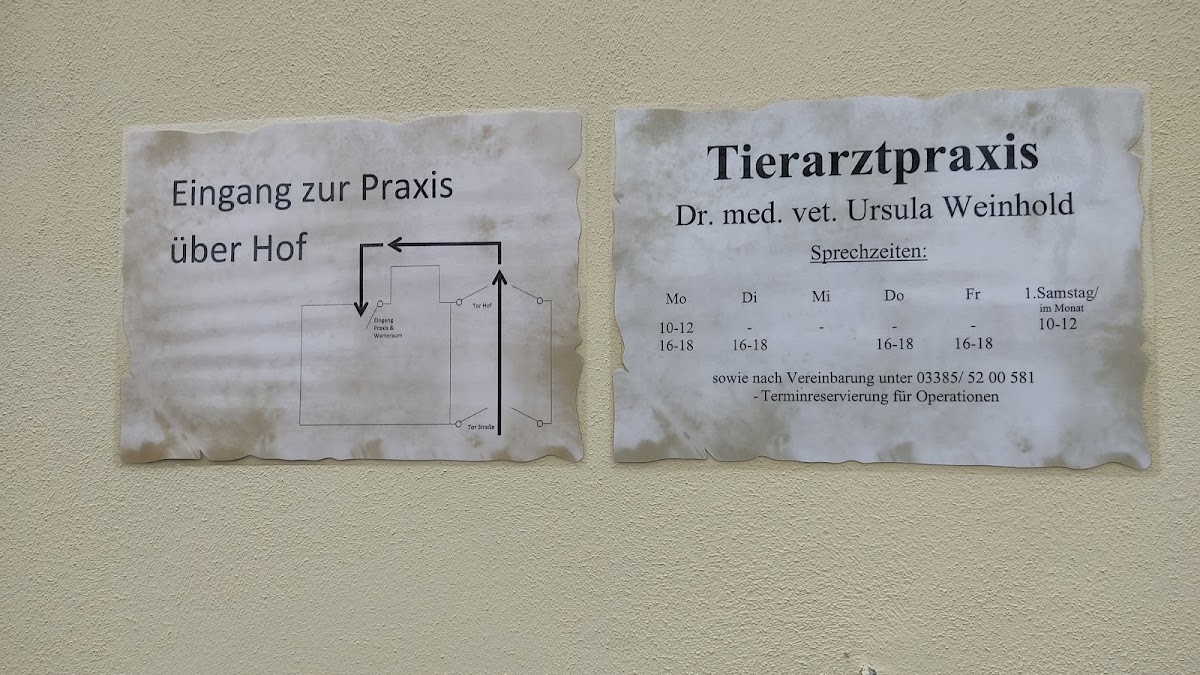 Eingang zur Praxis
über Hof
Tor Hof
Eingang
Praxis &
Warteraum
Tor Straße
Tierarztpraxis
Dr. med. vet. Ursula Weinhold
Sprechzeiten:
Mo Di Mi Do Fr 1.Samstag/
im Monat
10-12 - - - - 10-12
16-18 16-18 16-18 16-18
sowie nach Vereinbarung unter 03385/ 52 00 581
- Terminreservierung für Operationen